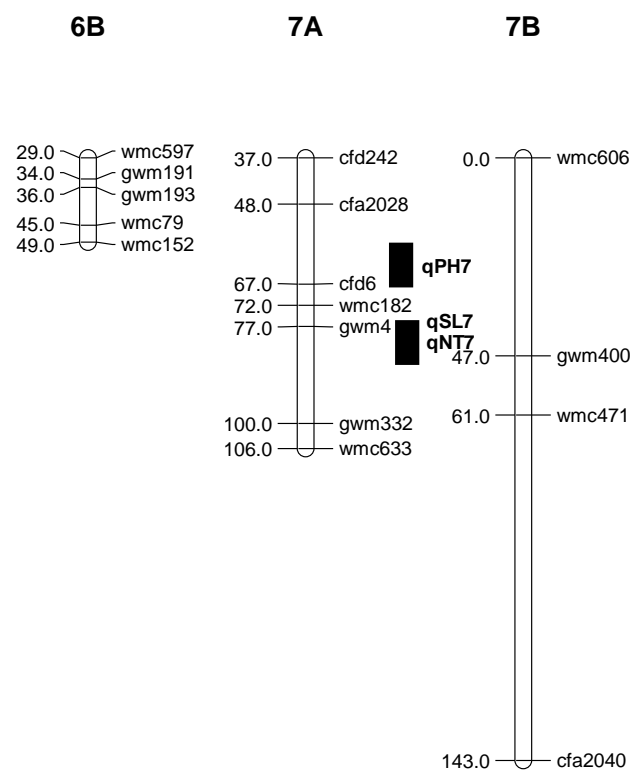 6B
29.0 wmc597
34.0 gwm191
36.0 gwm193
45.0 wmc79
49.0 wmc152
7A
37.0 cfd242
48.0 cfa2028
67.0 cfd6
72.0 wmc182
77.0 gwm4
100.0 gwm332
106.0 wmc633
qPH7
qSL7
qNT7
7B
0.0 wmc606
47.0 gwm400
61.0 wmc471
143.0 cfa2040